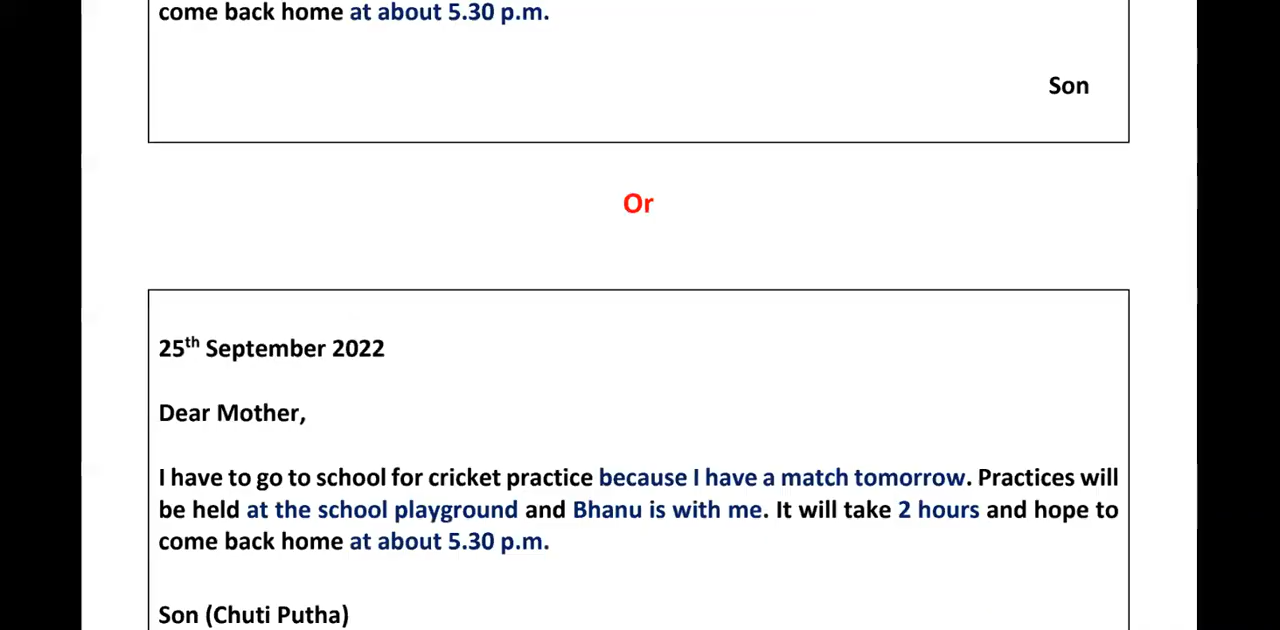 come back home at about 5.30 p.m.
Son
Or
25th September 2022
Dear Mother,
I have to go to school for cricket practice because I have a match tomorrow. Practices will
be held at the school playground and Bhanu is with me. It will take 2 hours and hope to
come back home at about 5.30 p.m.
Son (Chuti Putha)